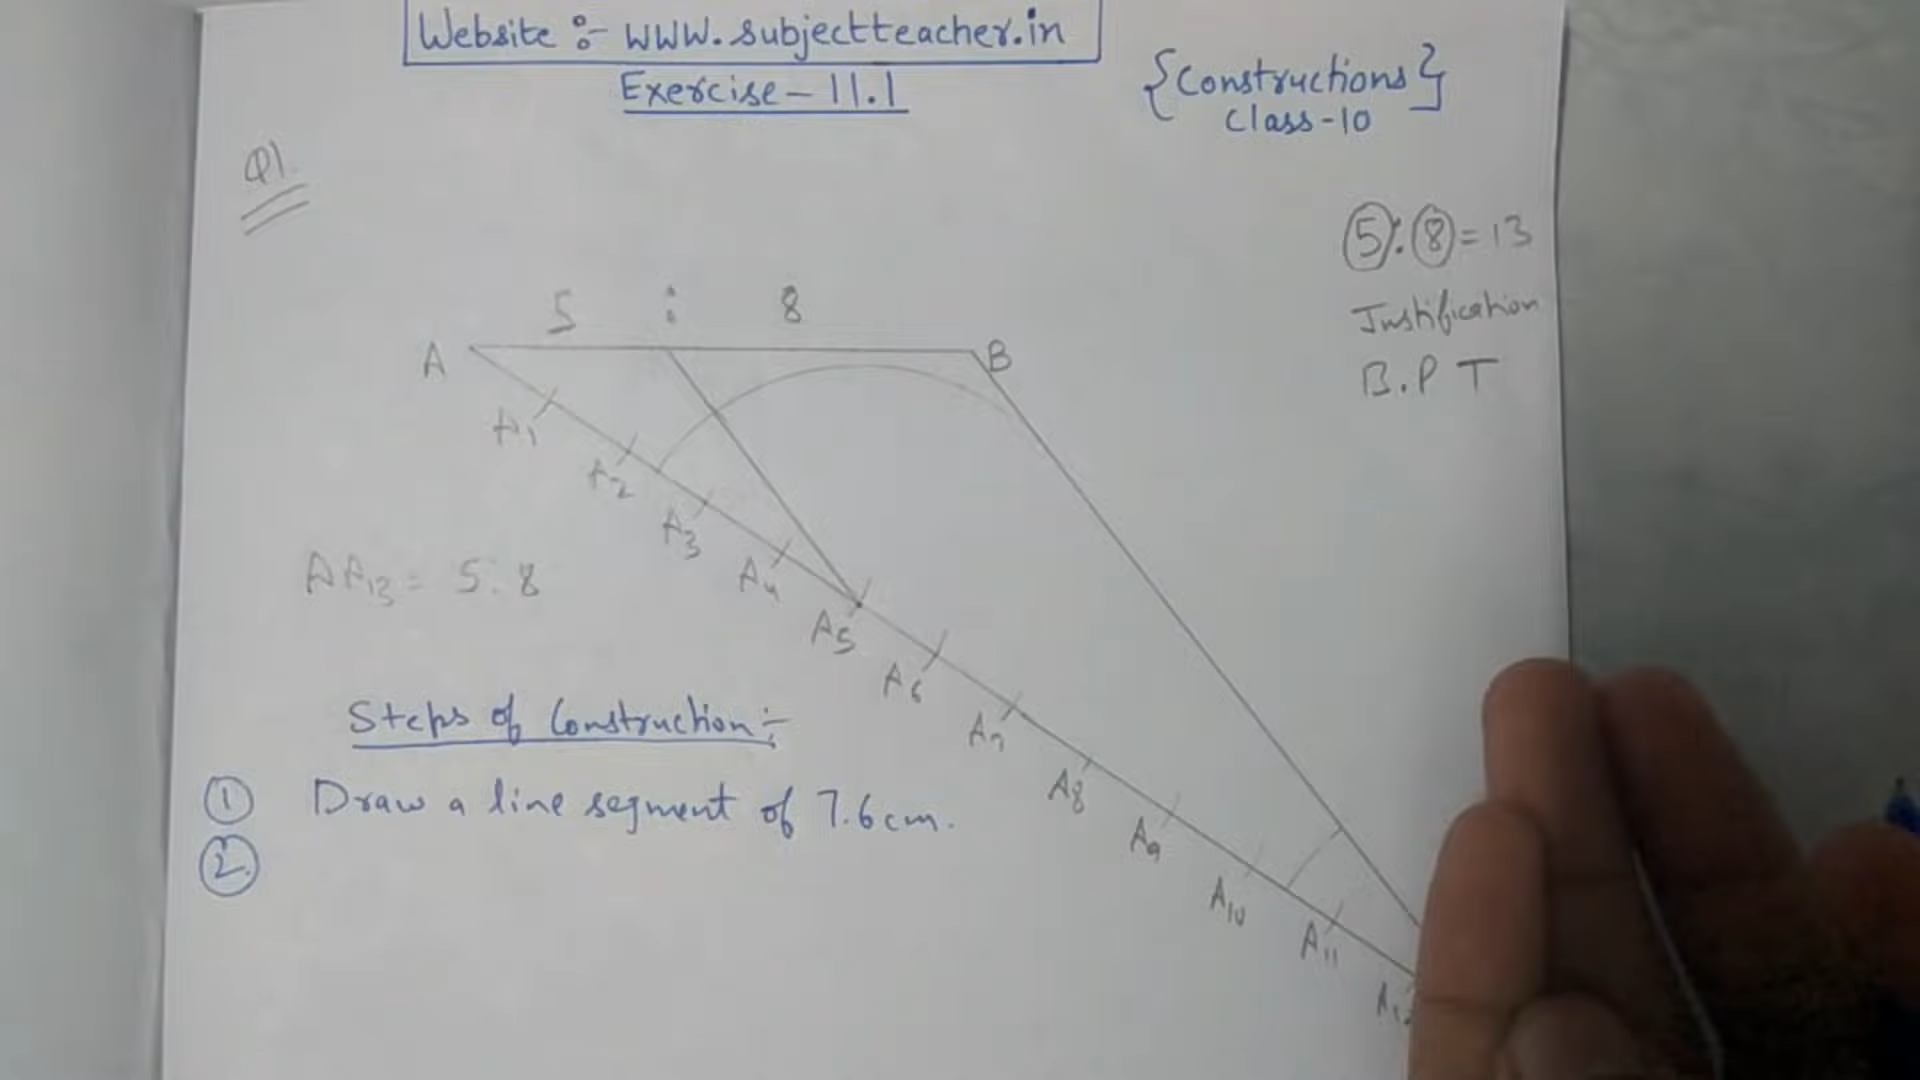 Website :- www.subjectteacher.in
Exercise - 11.1
{Constructions}
Class-10
Q1.
5 : 8 = 13
Justification
B.P T
5 : 8
A
B
A1
A2
A3
A4
A5
A6
A7
A8
A9
A10
A11
AA13 = 5:8
Steps of Construction:-
1 Draw a line segment of 7.6cm.
2.